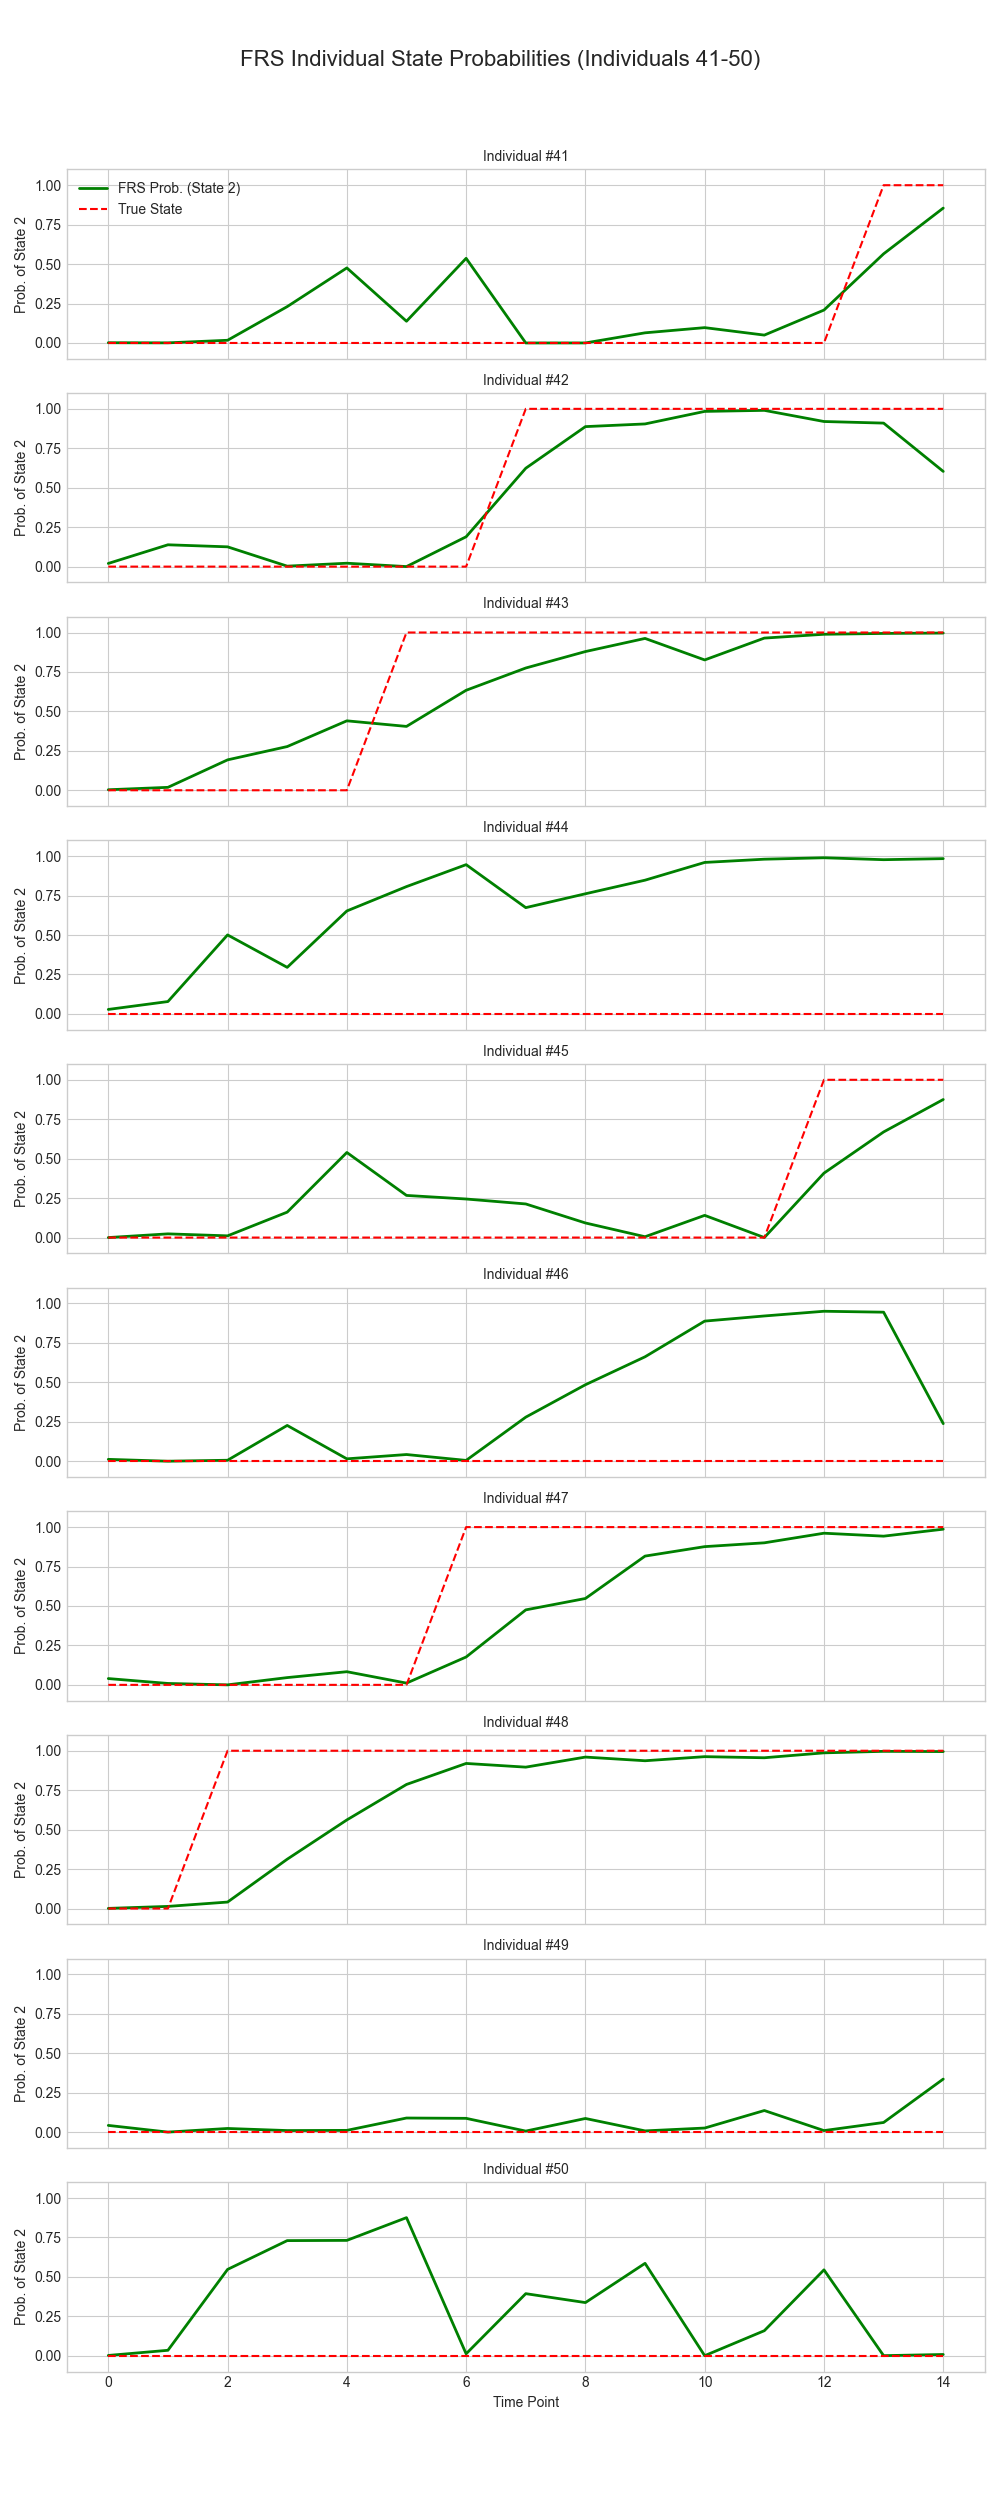 FRS Individual State Probabilities (Individuals 41-50)
Individual #41
FRS Prob. (State 2)
True State
Prob. of State 2
1.00
0.75
0.50
0.25
0.00
Individual #42
Prob. of State 2
1.00
0.75
0.50
0.25
0.00
Individual #43
Prob. of State 2
1.00
0.75
0.50
0.25
0.00
Individual #44
Prob. of State 2
1.00
0.75
0.50
0.25
0.00
Individual #45
Prob. of State 2
1.00
0.75
0.50
0.25
0.00
Individual #46
Prob. of State 2
1.00
0.75
0.50
0.25
0.00
Individual #47
Prob. of State 2
1.00
0.75
0.50
0.25
0.00
Individual #48
Prob. of State 2
1.00
0.75
0.50
0.25
0.00
Individual #49
Prob. of State 2
1.00
0.75
0.50
0.25
0.00
Individual #50
Prob. of State 2
1.00
0.75
0.50
0.25
0.00
0 2 4 6 8 10 12 14
Time Point